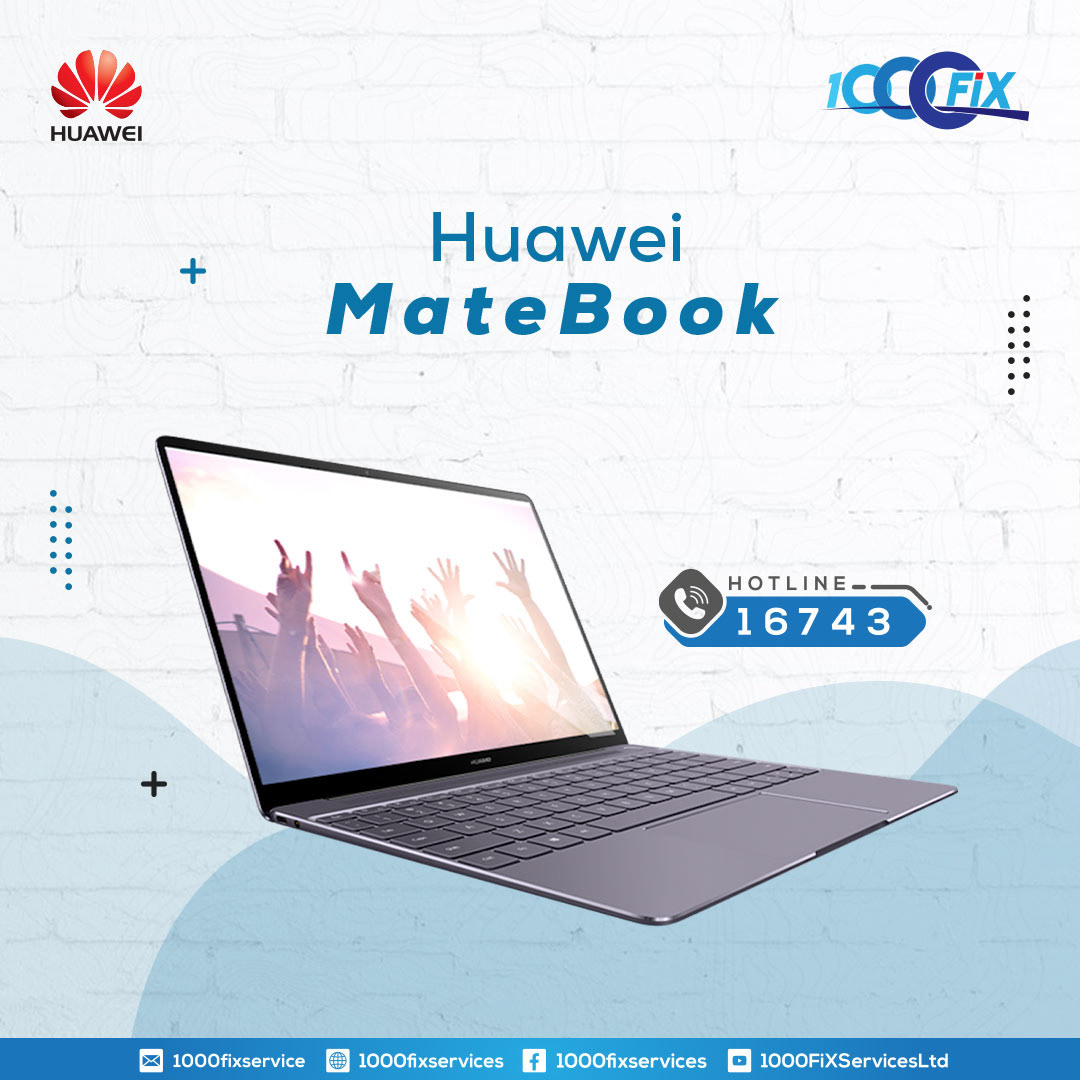 HUAWEI
1000FiX
Huawei
MateBook
HOTLINE
16743
HUAWEI
1000fixservice
1000fixservices
1000fixservices
1000FiXServicesLtd